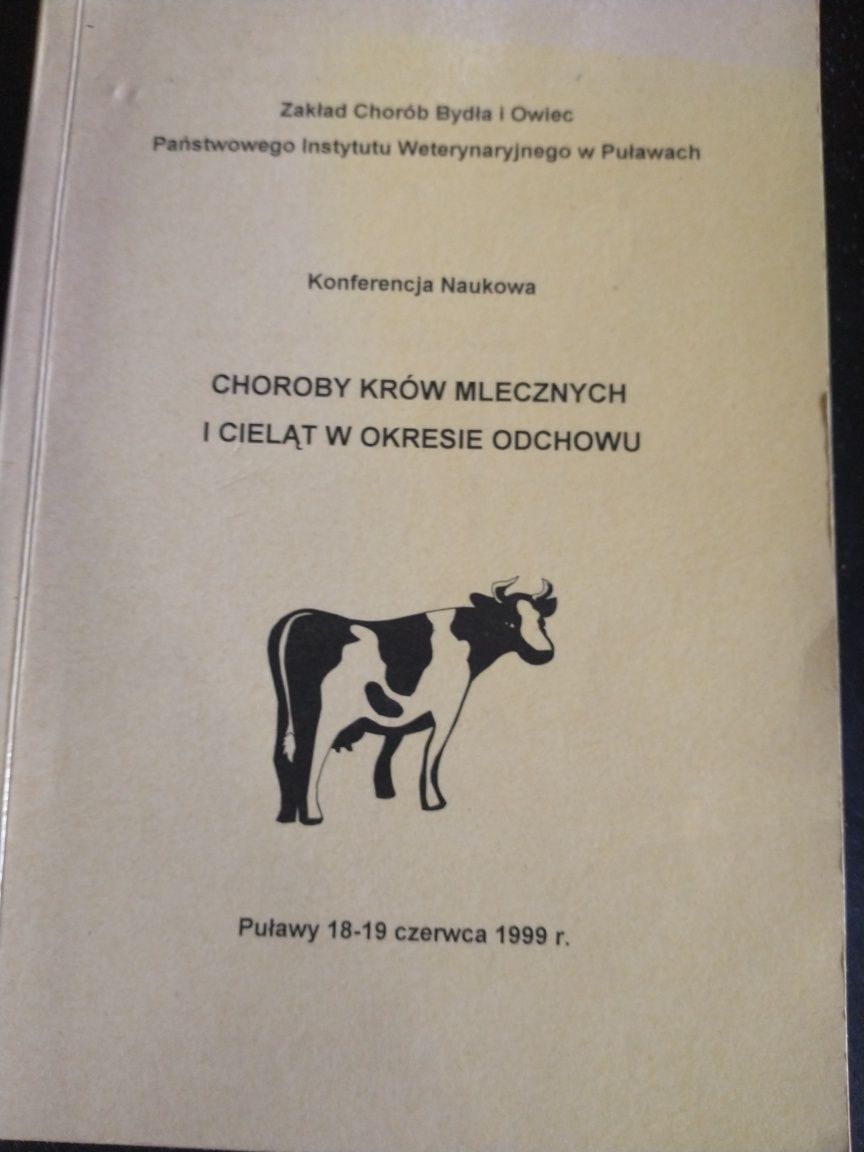 Zakład Chorób Bydła i Owiec
Państwowego Instytutu Weterynaryjnego w Puławach
Konferencja Naukowa
CHOROBY KRÓW MLECZNYCH
I CIELĄT W OKRESIE ODCHOWU
Puławy 18-19 czerwca 1999 r.